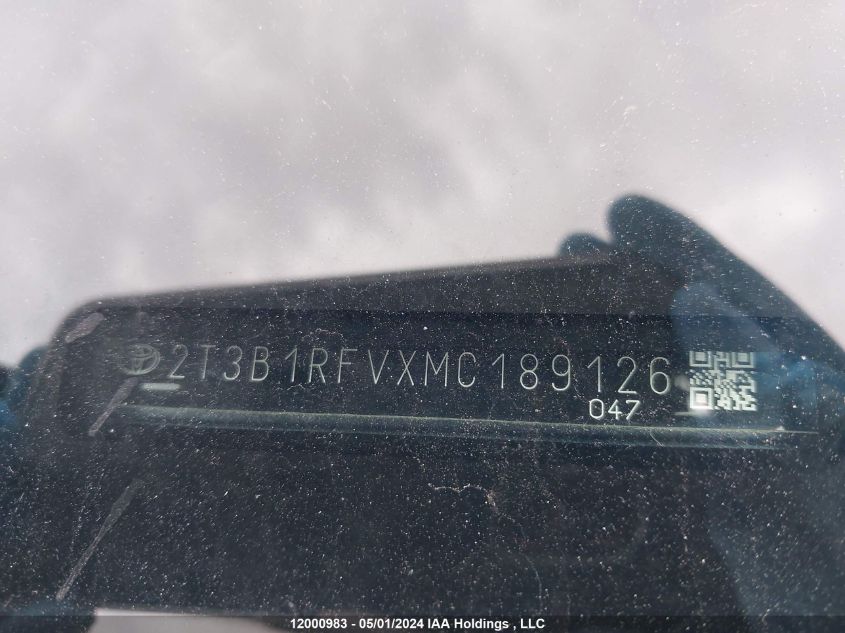 2T3B1RFVXMC189126
047
12000983 - 05/01/2024 IAA Holdings , LLC